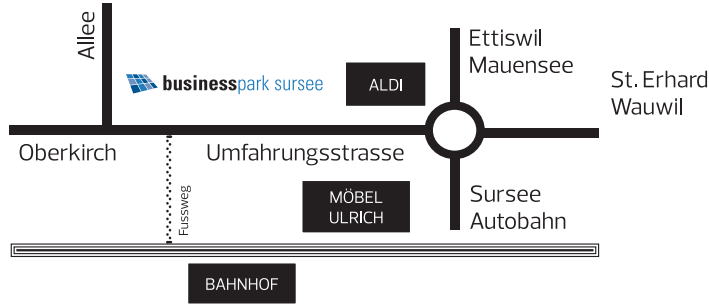 Allee
businesspark sursee
ALDI
Ettiswil
Mauensee
St. Erhard
Wauwil
Oberkirch
Umfahrungsstrasse
Fussweg
MÖBEL
ULRICH
Sursee
Autobahn
BAHNHOF